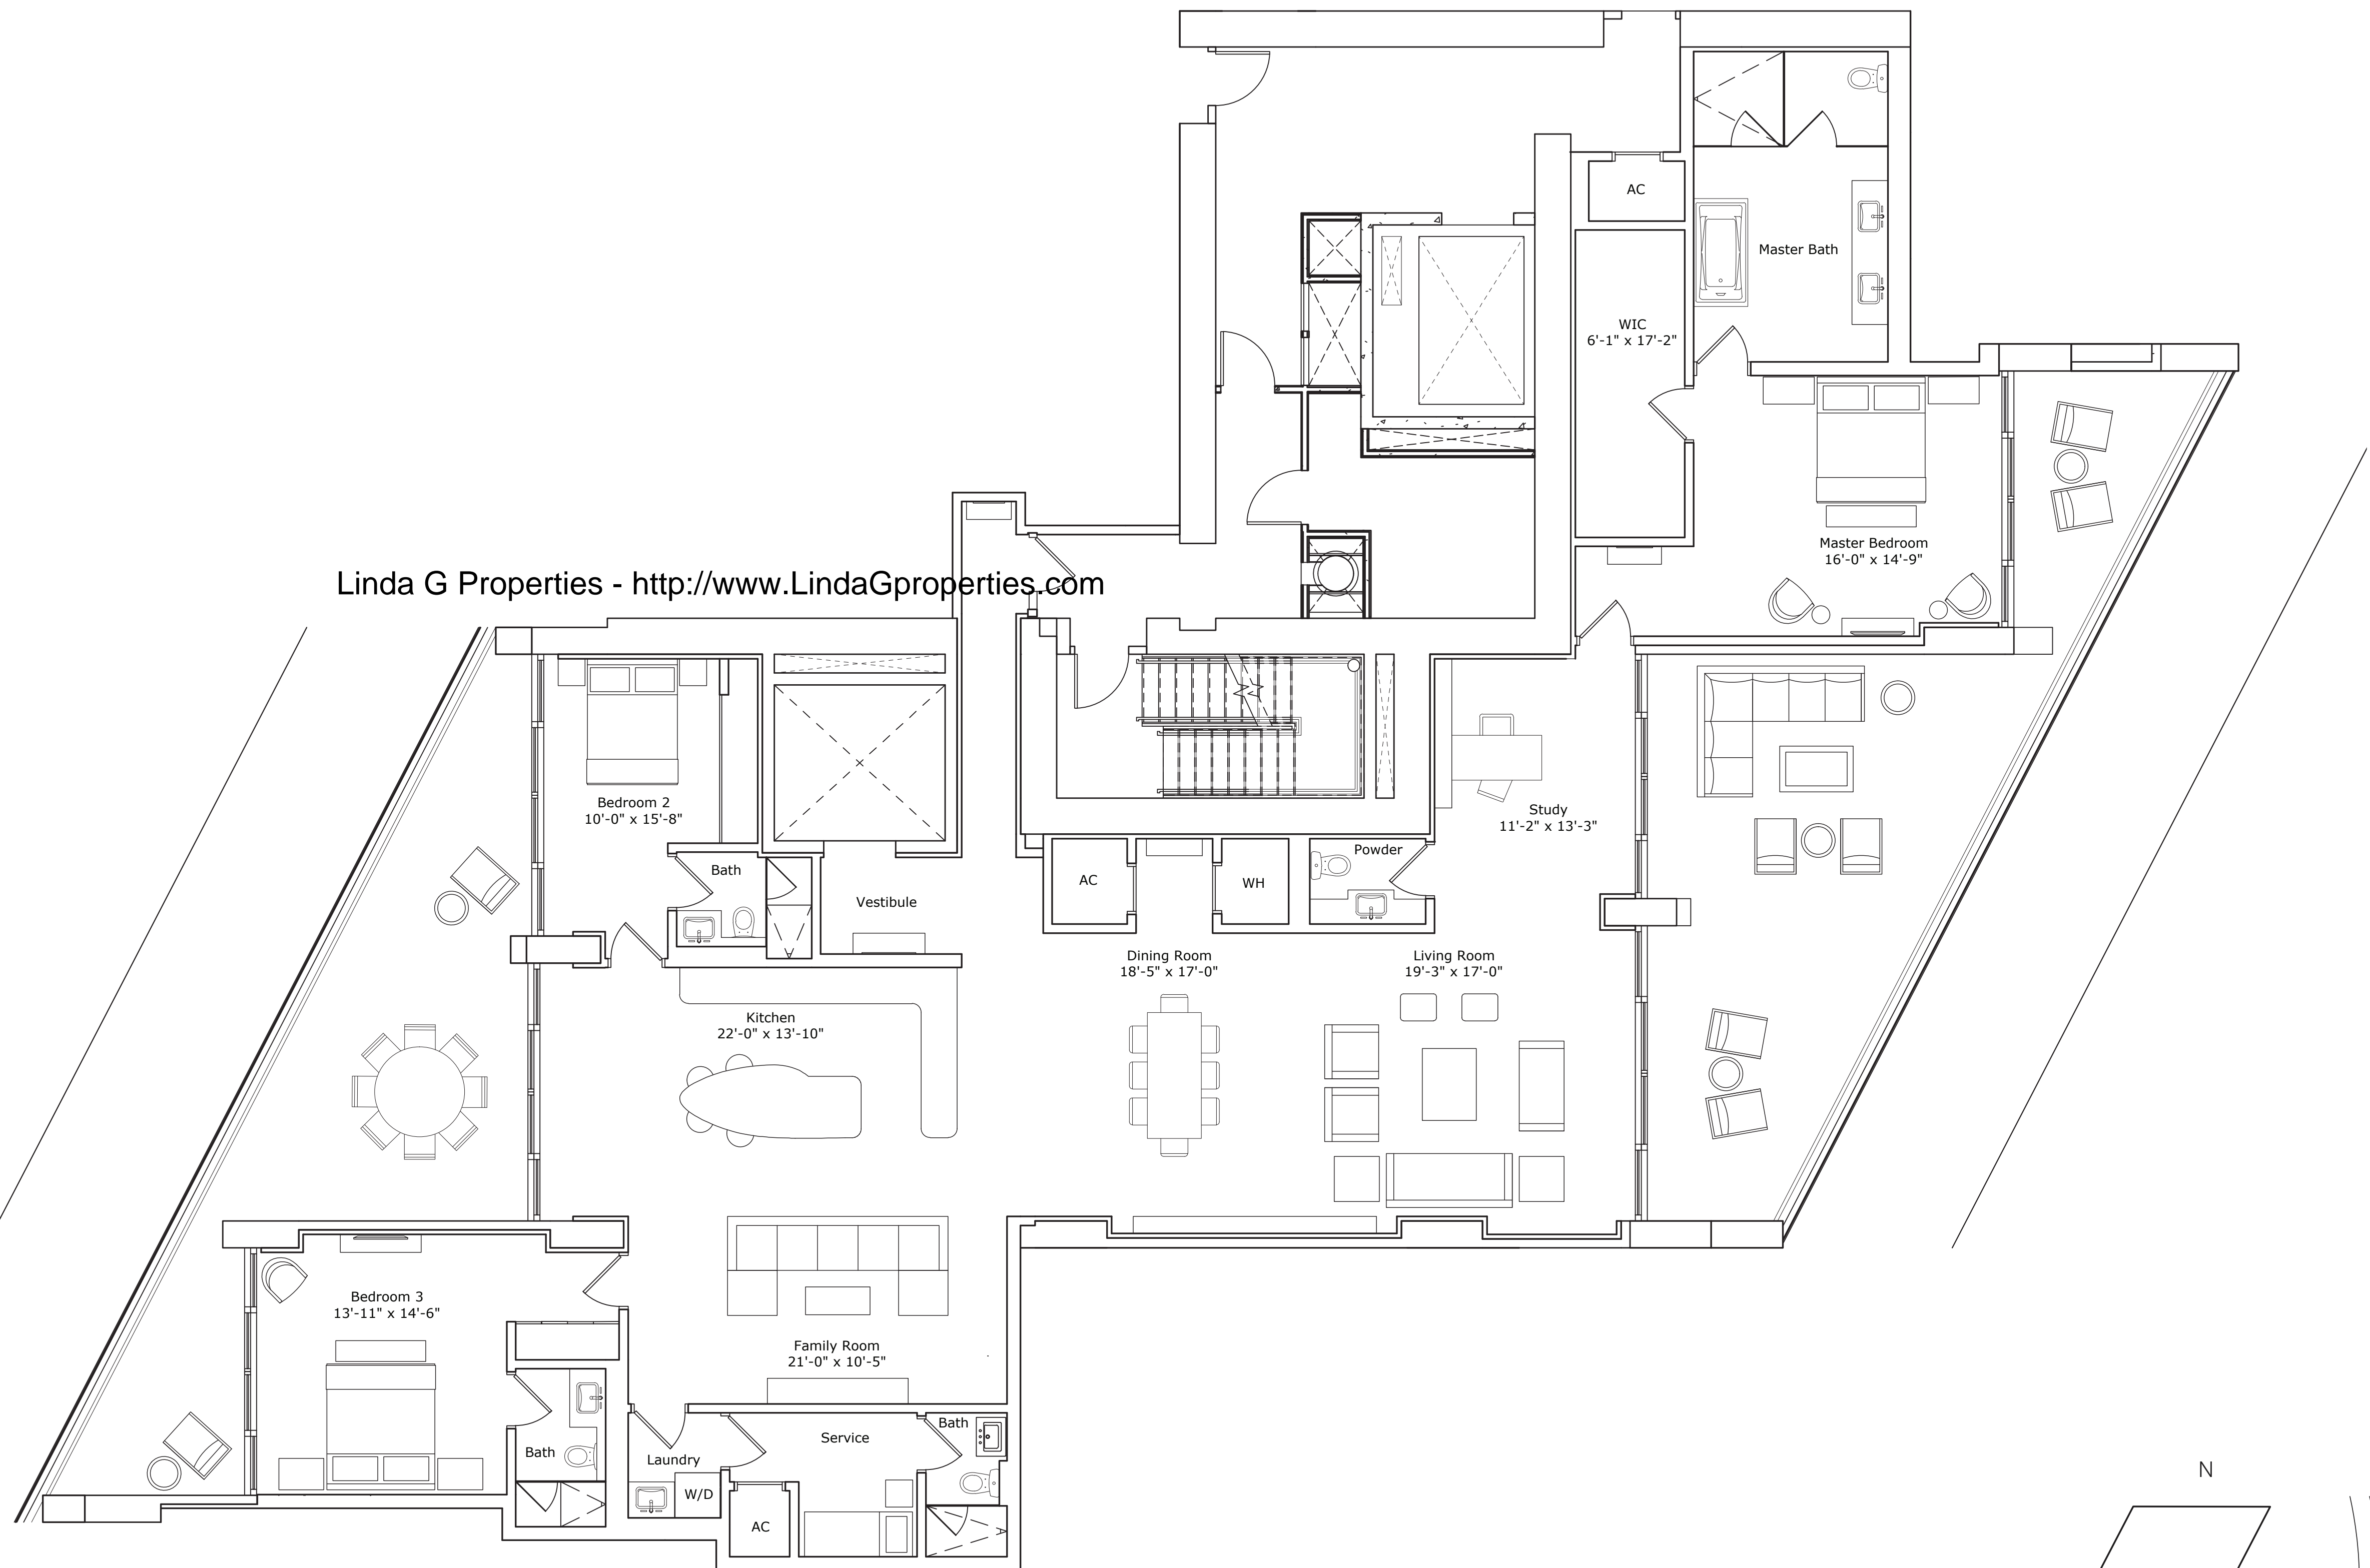 AC
Master Bath
WIC
6'-1" x 17'-2"
Master Bedroom
16'-0" x 14'-9"
Linda G Properties - http://www.LindaGproperties.com
Bedroom 2
10'-0" x 15'-8"
Study
11'-2" x 13'-3"
Bath
Powder
AC
WH
Vestibule
Dining Room
18'-5" x 17'-0"
Living Room
19'-3" x 17'-0"
Kitchen
22'-0" x 13'-10"
Bedroom 3
13'-11" x 14'-6"
Family Room
21'-0" x 10'-5"
Bath
Service
Bath
Laundry
W/D
AC
N